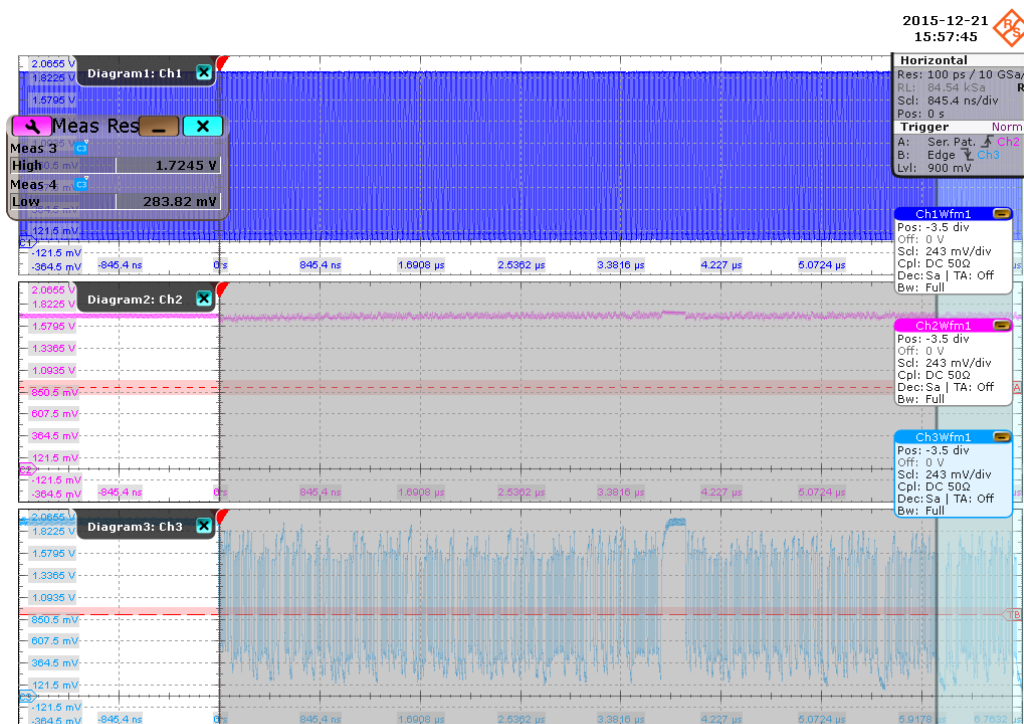 2015-12-21
15:57:45
Horizontal
Res: 100 ps / 10 GSa/
RL: 84.54 kSa
Scl: 845.4 ns/div
Pos: 0 s
Trigger Norm
A: Ser. Pat. Ch2
B: Edge Ch3
Lvl: 900 mV
Diagram1: Ch1
2.0655 V
1.8225 V
1.5795 V
Meas Res
Meas 3 C3
High 1.7245 V
Meas 4 C3
Low 283.82 mV
121.5 mV
C1
-121.5 mV
-364.5 mV
-845.4 ns
0 s
845.4 ns
1.6908 µs
2.5362 µs
3.3816 µs
4.227 µs
5.0724 µs
Ch1Wfm1
Pos: -3.5 div
Off: 0 V
Scl: 243 mV/div
Cpl: DC 50Ω
Dec: Sa | TA: Off
Bw: Full
Diagram2: Ch2
2.0655 V
1.8225 V
1.5795 V
1.3365 V
1.0935 V
850.5 mV
607.5 mV
364.5 mV
121.5 mV
C2
-121.5 mV
-364.5 mV
-845.4 ns
0 s
845.4 ns
1.6908 µs
2.5362 µs
3.3816 µs
4.227 µs
5.0724 µs
Ch2Wfm1
Pos: -3.5 div
Off: 0 V
Scl: 243 mV/div
Cpl: DC 50Ω
Dec: Sa | TA: Off
Bw: Full
Diagram3: Ch3
2.0655 V
1.8225 V
1.5795 V
1.3365 V
1.0935 V
850.5 mV
607.5 mV
364.5 mV
121.5 mV
-121.5 mV
-364.5 mV
TB
-845.4 ns
0 s
845.4 ns
1.6908 µs
2.5362 µs
3.3816 µs
4.227 µs
5.0724 µs
5.9178
6.7632 µs
Ch3Wfm1
Pos: -3.5 div
Off: 0 V
Scl: 243 mV/div
Cpl: DC 50Ω
Dec: Sa | TA: Off
Bw: Full